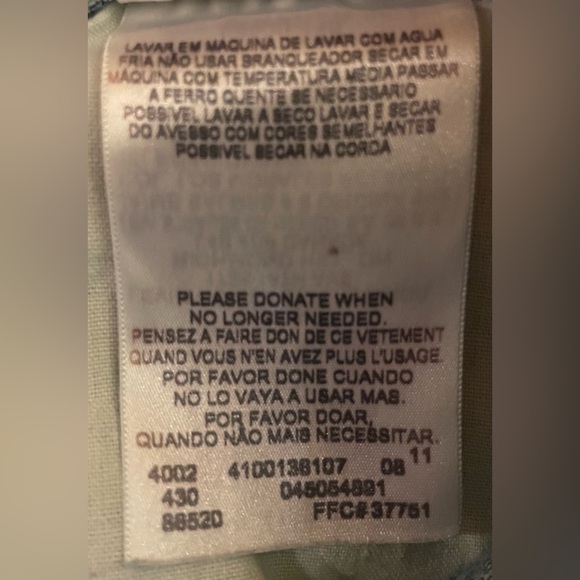 LAVAR EM MAQUINA DE LAVAR COM AGUA
FRIA NÃO USAR BRANQUEADOR SECAR EM
MÁQUINA COM TEMPERATURA MÉDIA PASSAR
A FERRO QUENTE SE NECESSARIO
POSSIVEL LAVAR A SECO LAVAR E SECAR
DO AVESSO COM CORES SEMELHANTES
POSSIVEL SECAR NA CORDA
PLEASE DONATE WHEN
NO LONGER NEEDED.
PENSEZ A FAIRE DON DE CE VETEMENT
QUAND VOUS N'EN AVEZ PLUS L'USAGE.
POR FAVOR DONE CUANDO
NO LO VAYA A USAR MAS.
POR FAVOR DOAR,
QUANDO NÃO MAIS NECESSITAR.
11
4002 4100138107 08
430 045054891
88520 FFC#37751